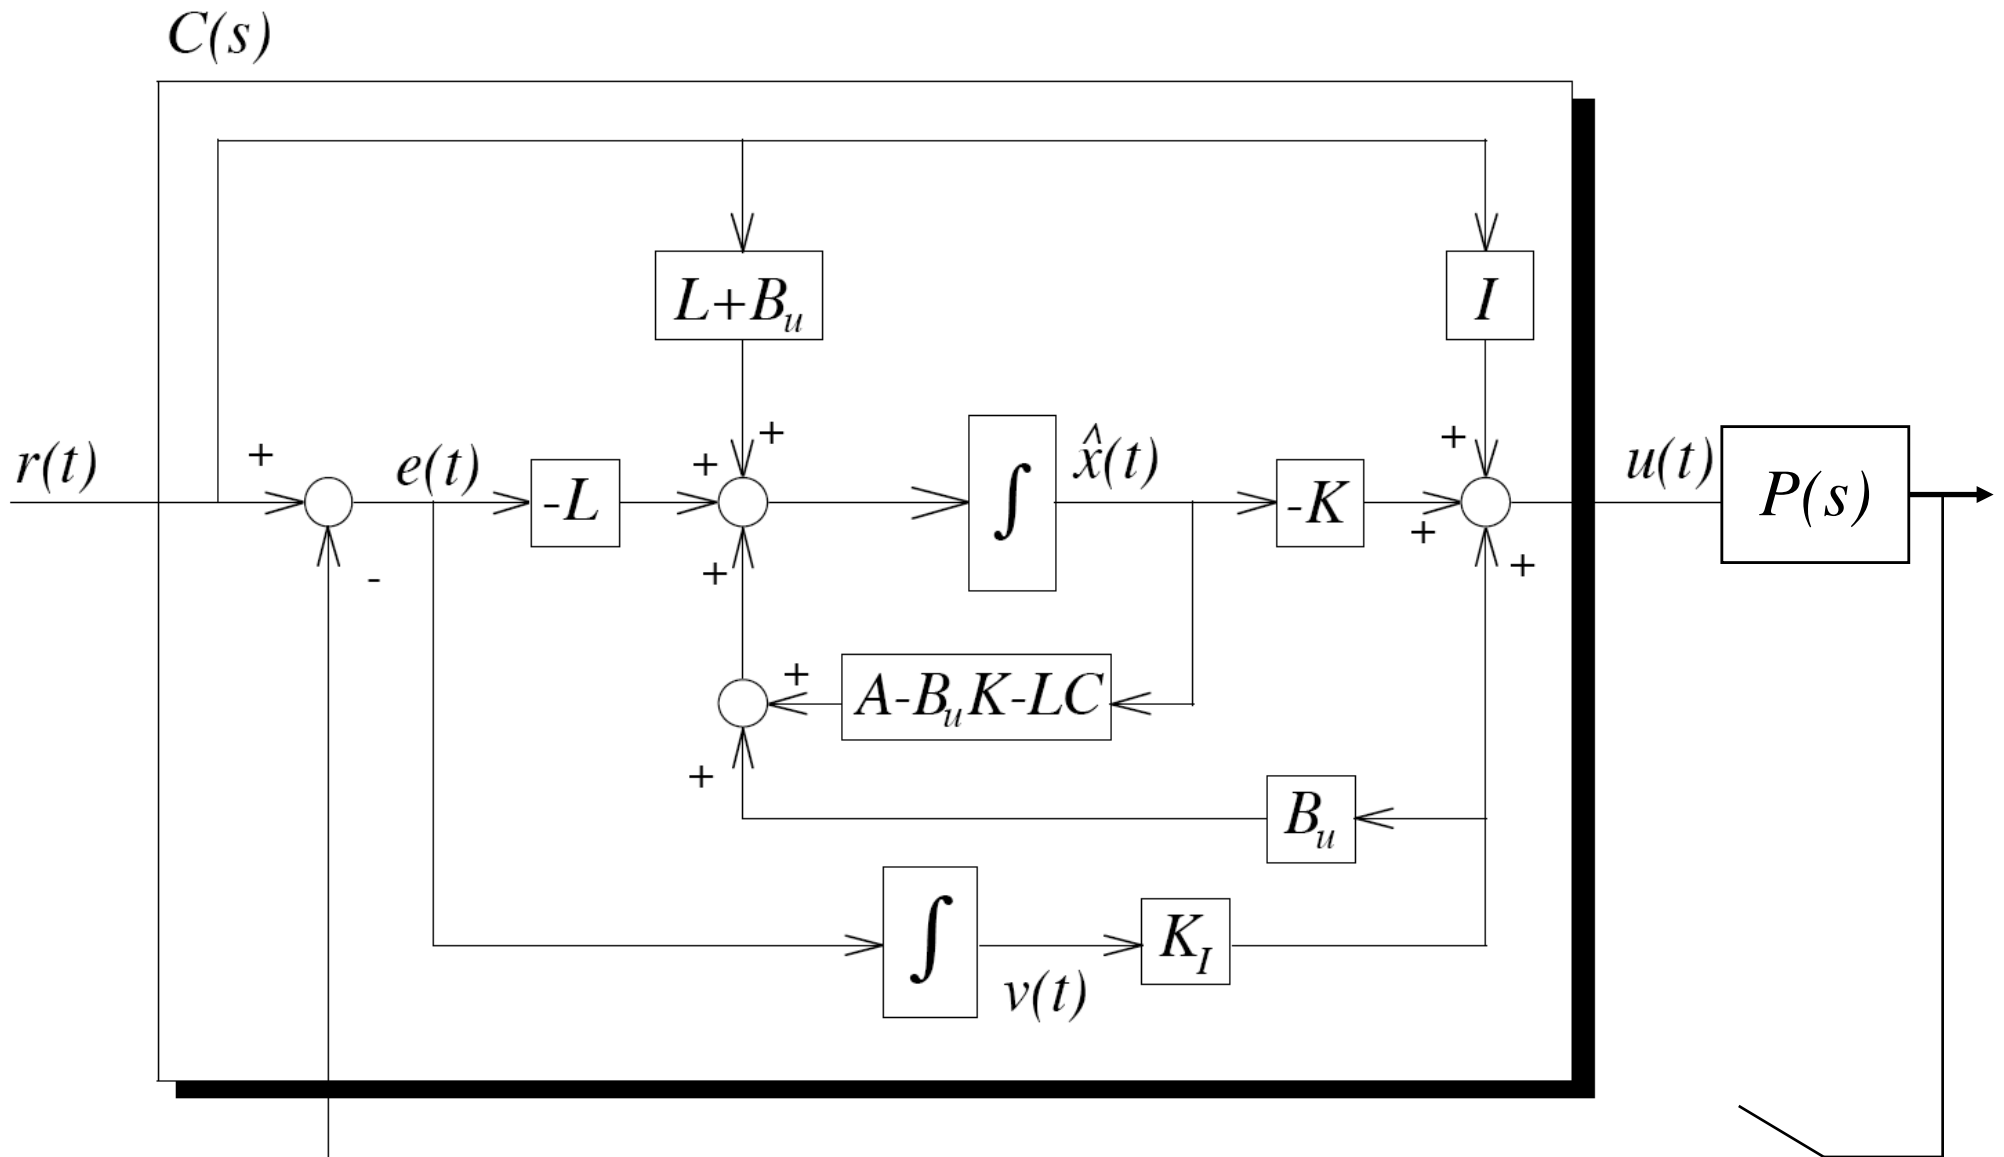 C(s)
L+B_u
I
r(t)
+
e(t)
-L
+
+
∫
x̂(t)
-K
+
+
u(t)
P(s)
-
+
+
A-B_uK-LC
+
+
B_u
∫
v(t)
K_I